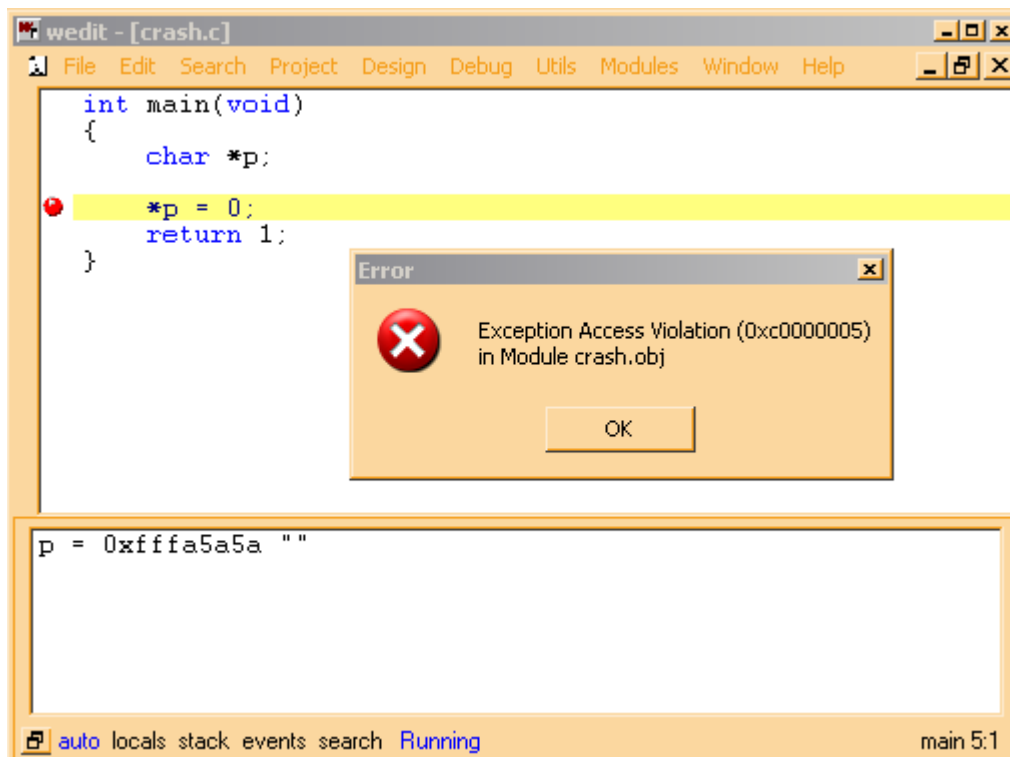 wedit - [crash.c]
File Edit Search Project Design Debug Utils Modules Window Help
int main(void)
{
char *p;
*p = 0;
return 1;
}
Error
Exception Access Violation (0xc0000005)
in Module crash.obj
OK
p = 0xfffa5a5a ""
auto locals stack events search Running main 5:1